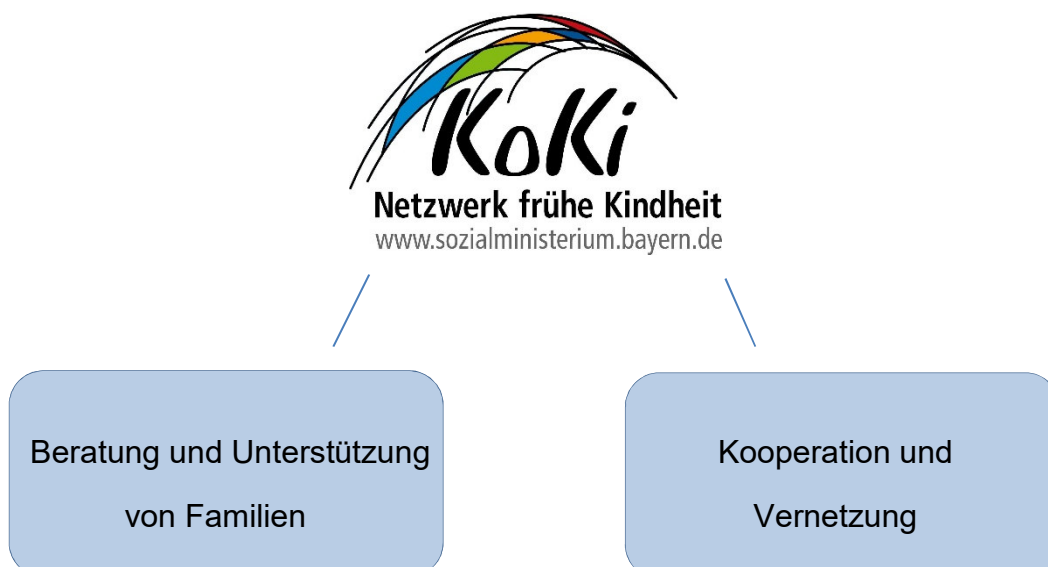 KoKi
Netzwerk frühe Kindheit
www.sozialministerium.bayern.de
Beratung und Unterstützung
von Familien
Kooperation und
Vernetzung